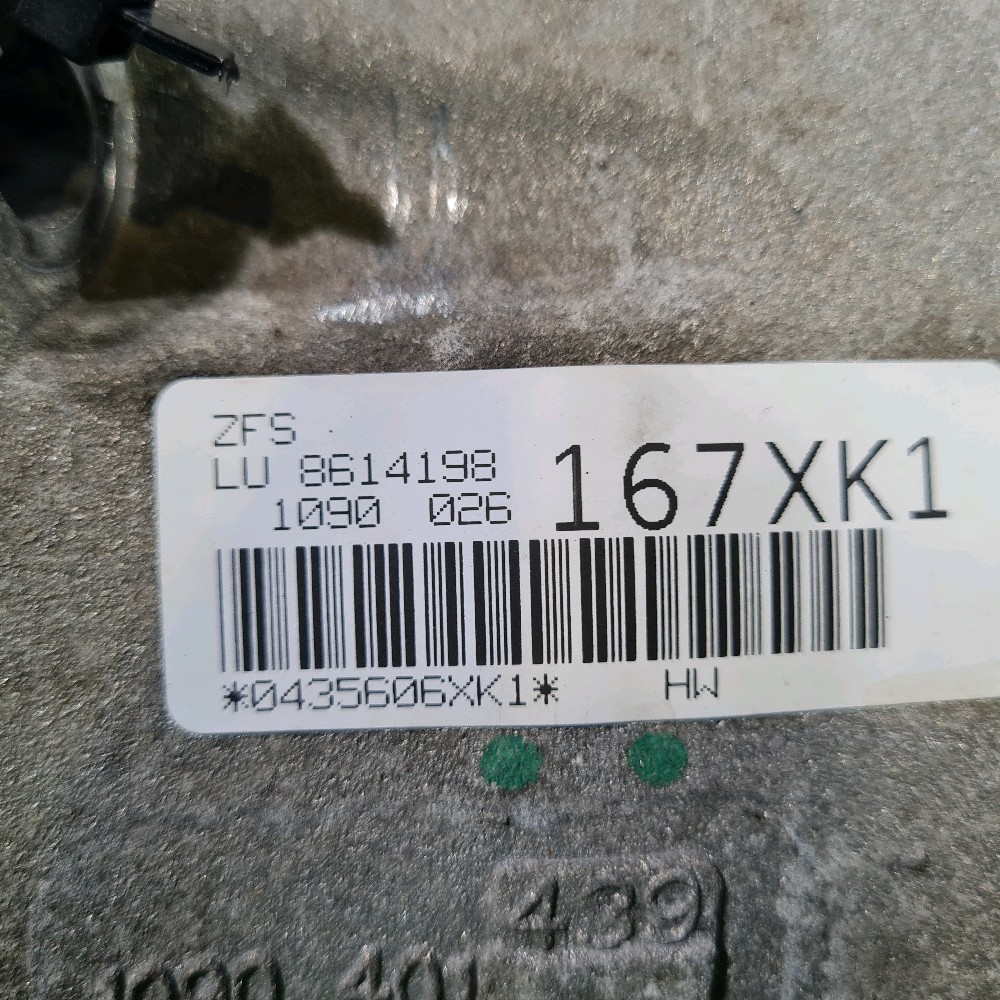 ZFS
LU 8614198 167XK1
1090 026
*0435606XK1* HW
439